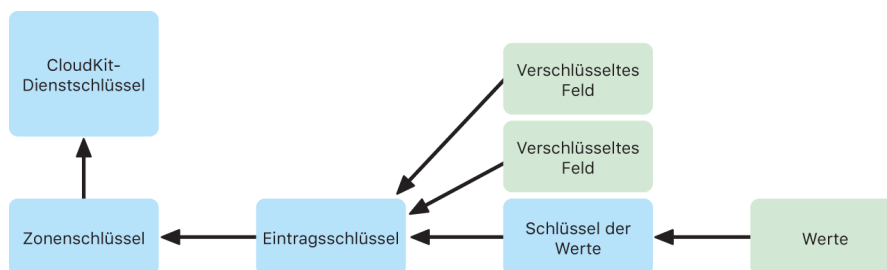 CloudKit-
Dienstschlüssel
Verschlüsseltes
Feld
Verschlüsseltes
Feld
Zonenschlüssel
Eintragsschlüssel
Schlüssel der
Werte
Werte